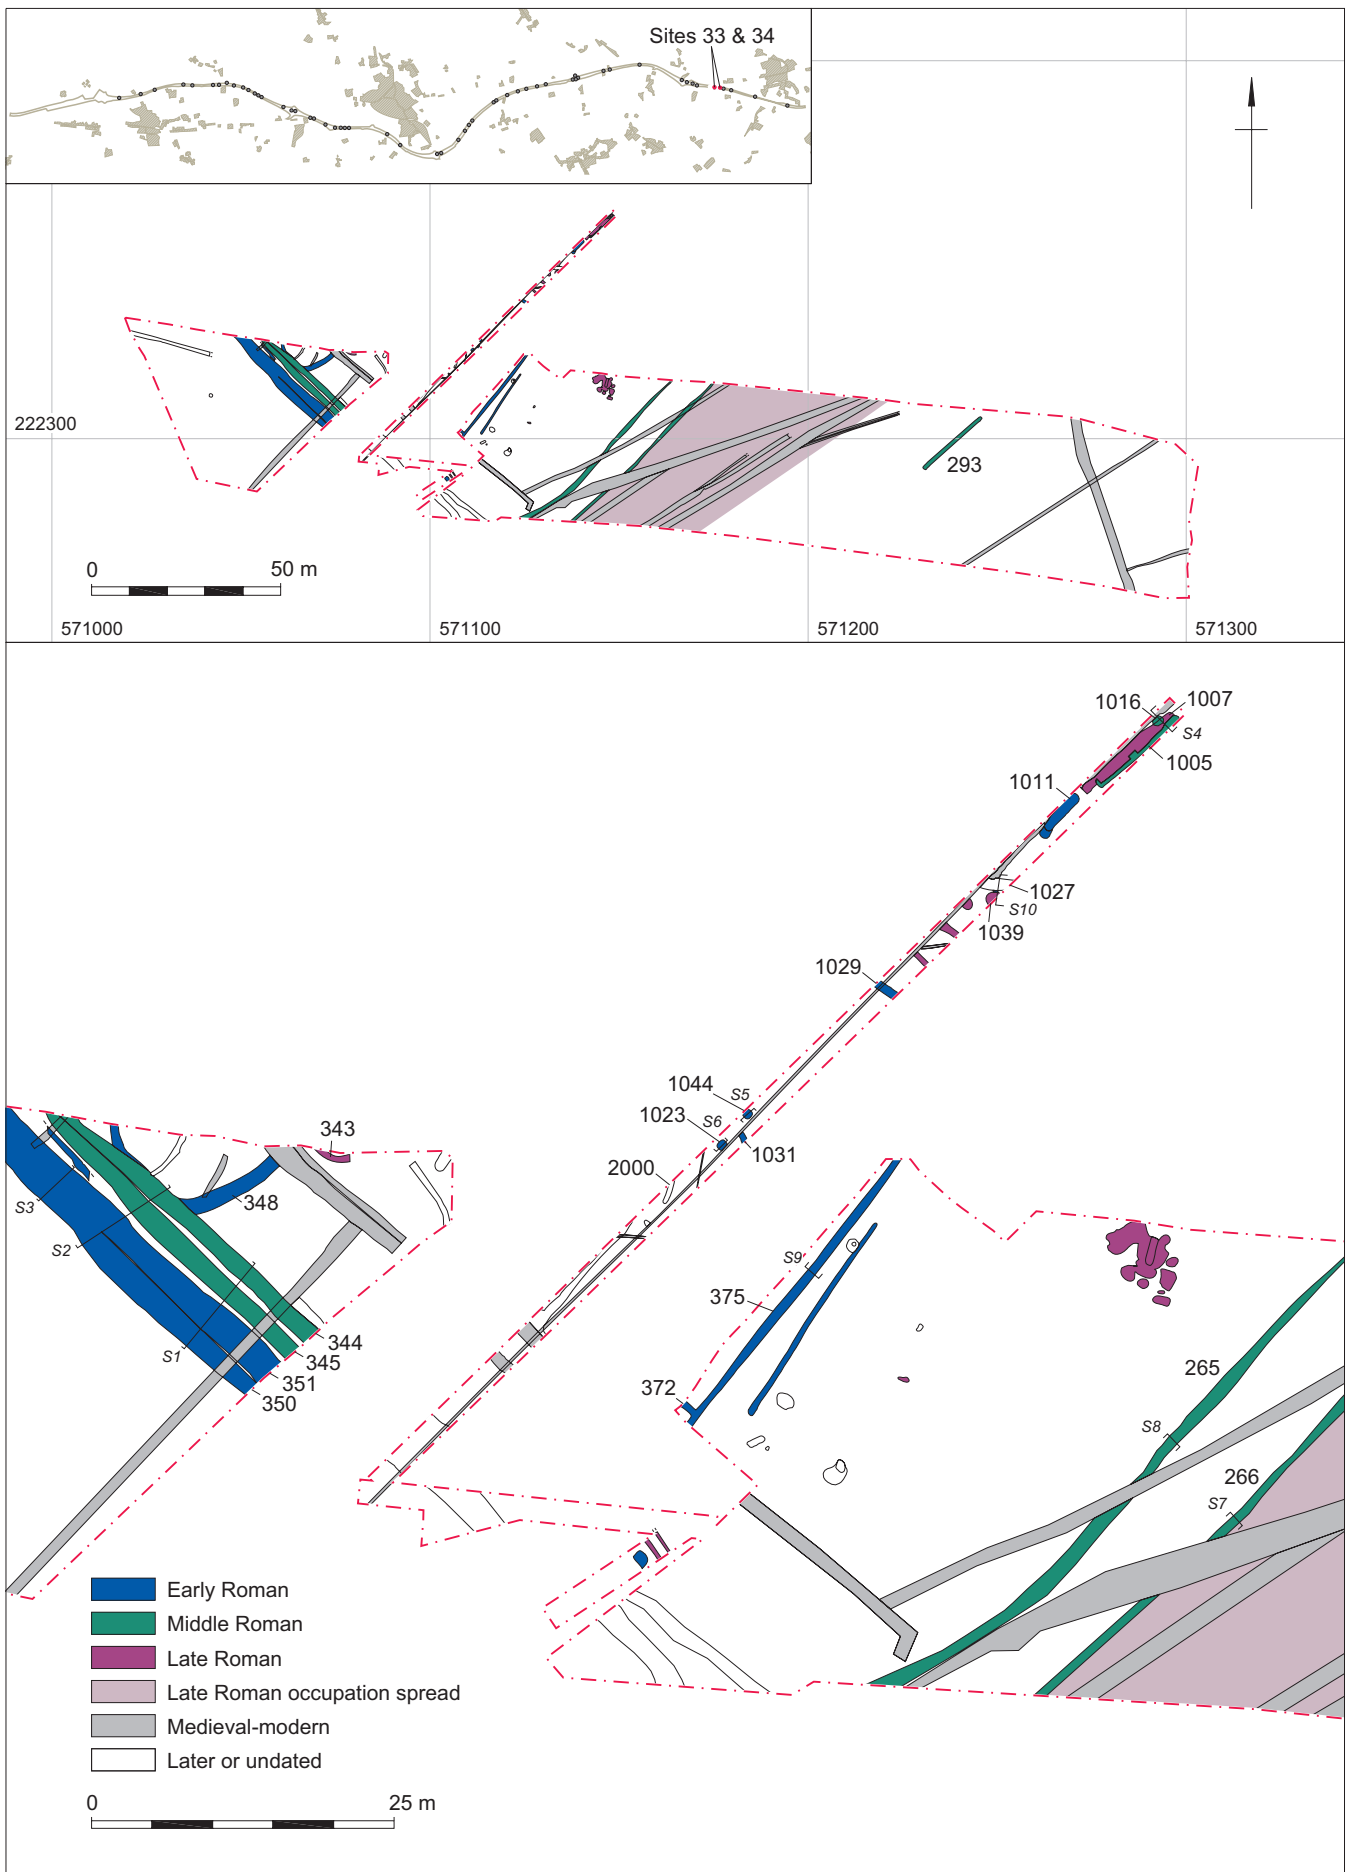 Sites 33 & 34
222300
293
0 50 m
571000 571100 571200 571300
1016
1007
S4
1005
1011
1027
S10
1039
1029
1044
S5
1023
S6
1031
2000
343
348
S3
S2
S9
375
S1
344
345
351
350
372
265
S8
266
S7
Early Roman
Middle Roman
Late Roman
Late Roman occupation spread
Medieval-modern
Later or undated
0 25 m